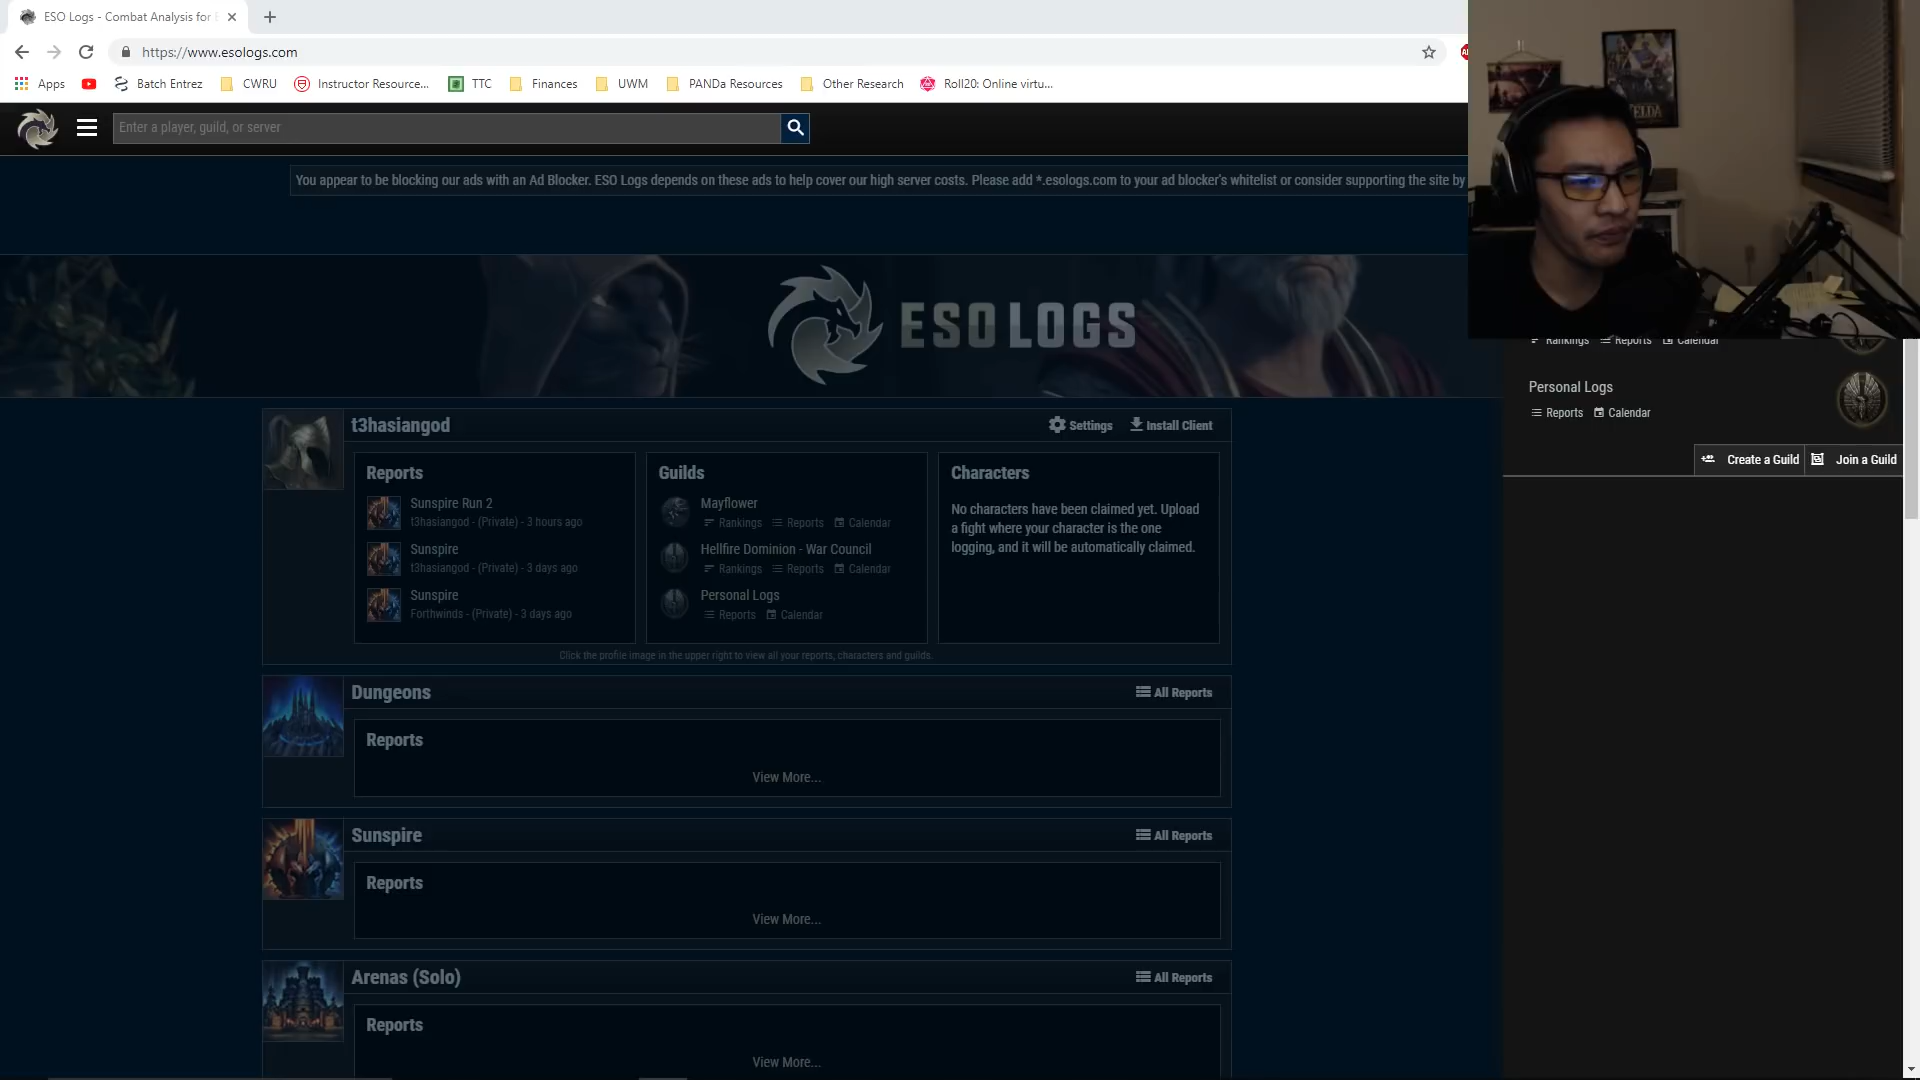 ESO Logs - Combat Analysis for E
https://www.esologs.com
Apps
Batch Entrez
CWRU
Instructor Resource...
TTC
Finances
UWM
PANDa Resources
Other Research
Roll20: Online virtu...
Enter a player, guild, or server
You appear to be blocking our ads with an Ad Blocker. ESO Logs depends on these ads to help cover our high server costs. Please add *.esologs.com to your ad blocker's whitelist or consider supporting the site by
ZELDA
ESOLOGS
Rankings Reports Calendar
Personal Logs
Reports Calendar
Create a Guild Join a Guild
t3hasiangod
Settings Install Client
Reports
Sunspire Run 2
t3hasiangod - (Private) - 3 hours ago
Sunspire
t3hasiangod - (Private) - 3 days ago
Sunspire
Forthwinds - (Private) - 3 days ago
Guilds
Mayflower
Rankings Reports Calendar
Hellfire Dominion - War Council
Rankings Reports Calendar
Personal Logs
Reports Calendar
Characters
No characters have been claimed yet. Upload
a fight where your character is the one
logging, and it will be automatically claimed.
Click the profile image in the upper right to view all your reports, characters and guilds.
Dungeons
All Reports
Reports
View More...
Sunspire
All Reports
Reports
View More...
Arenas (Solo)
All Reports
Reports
View More...